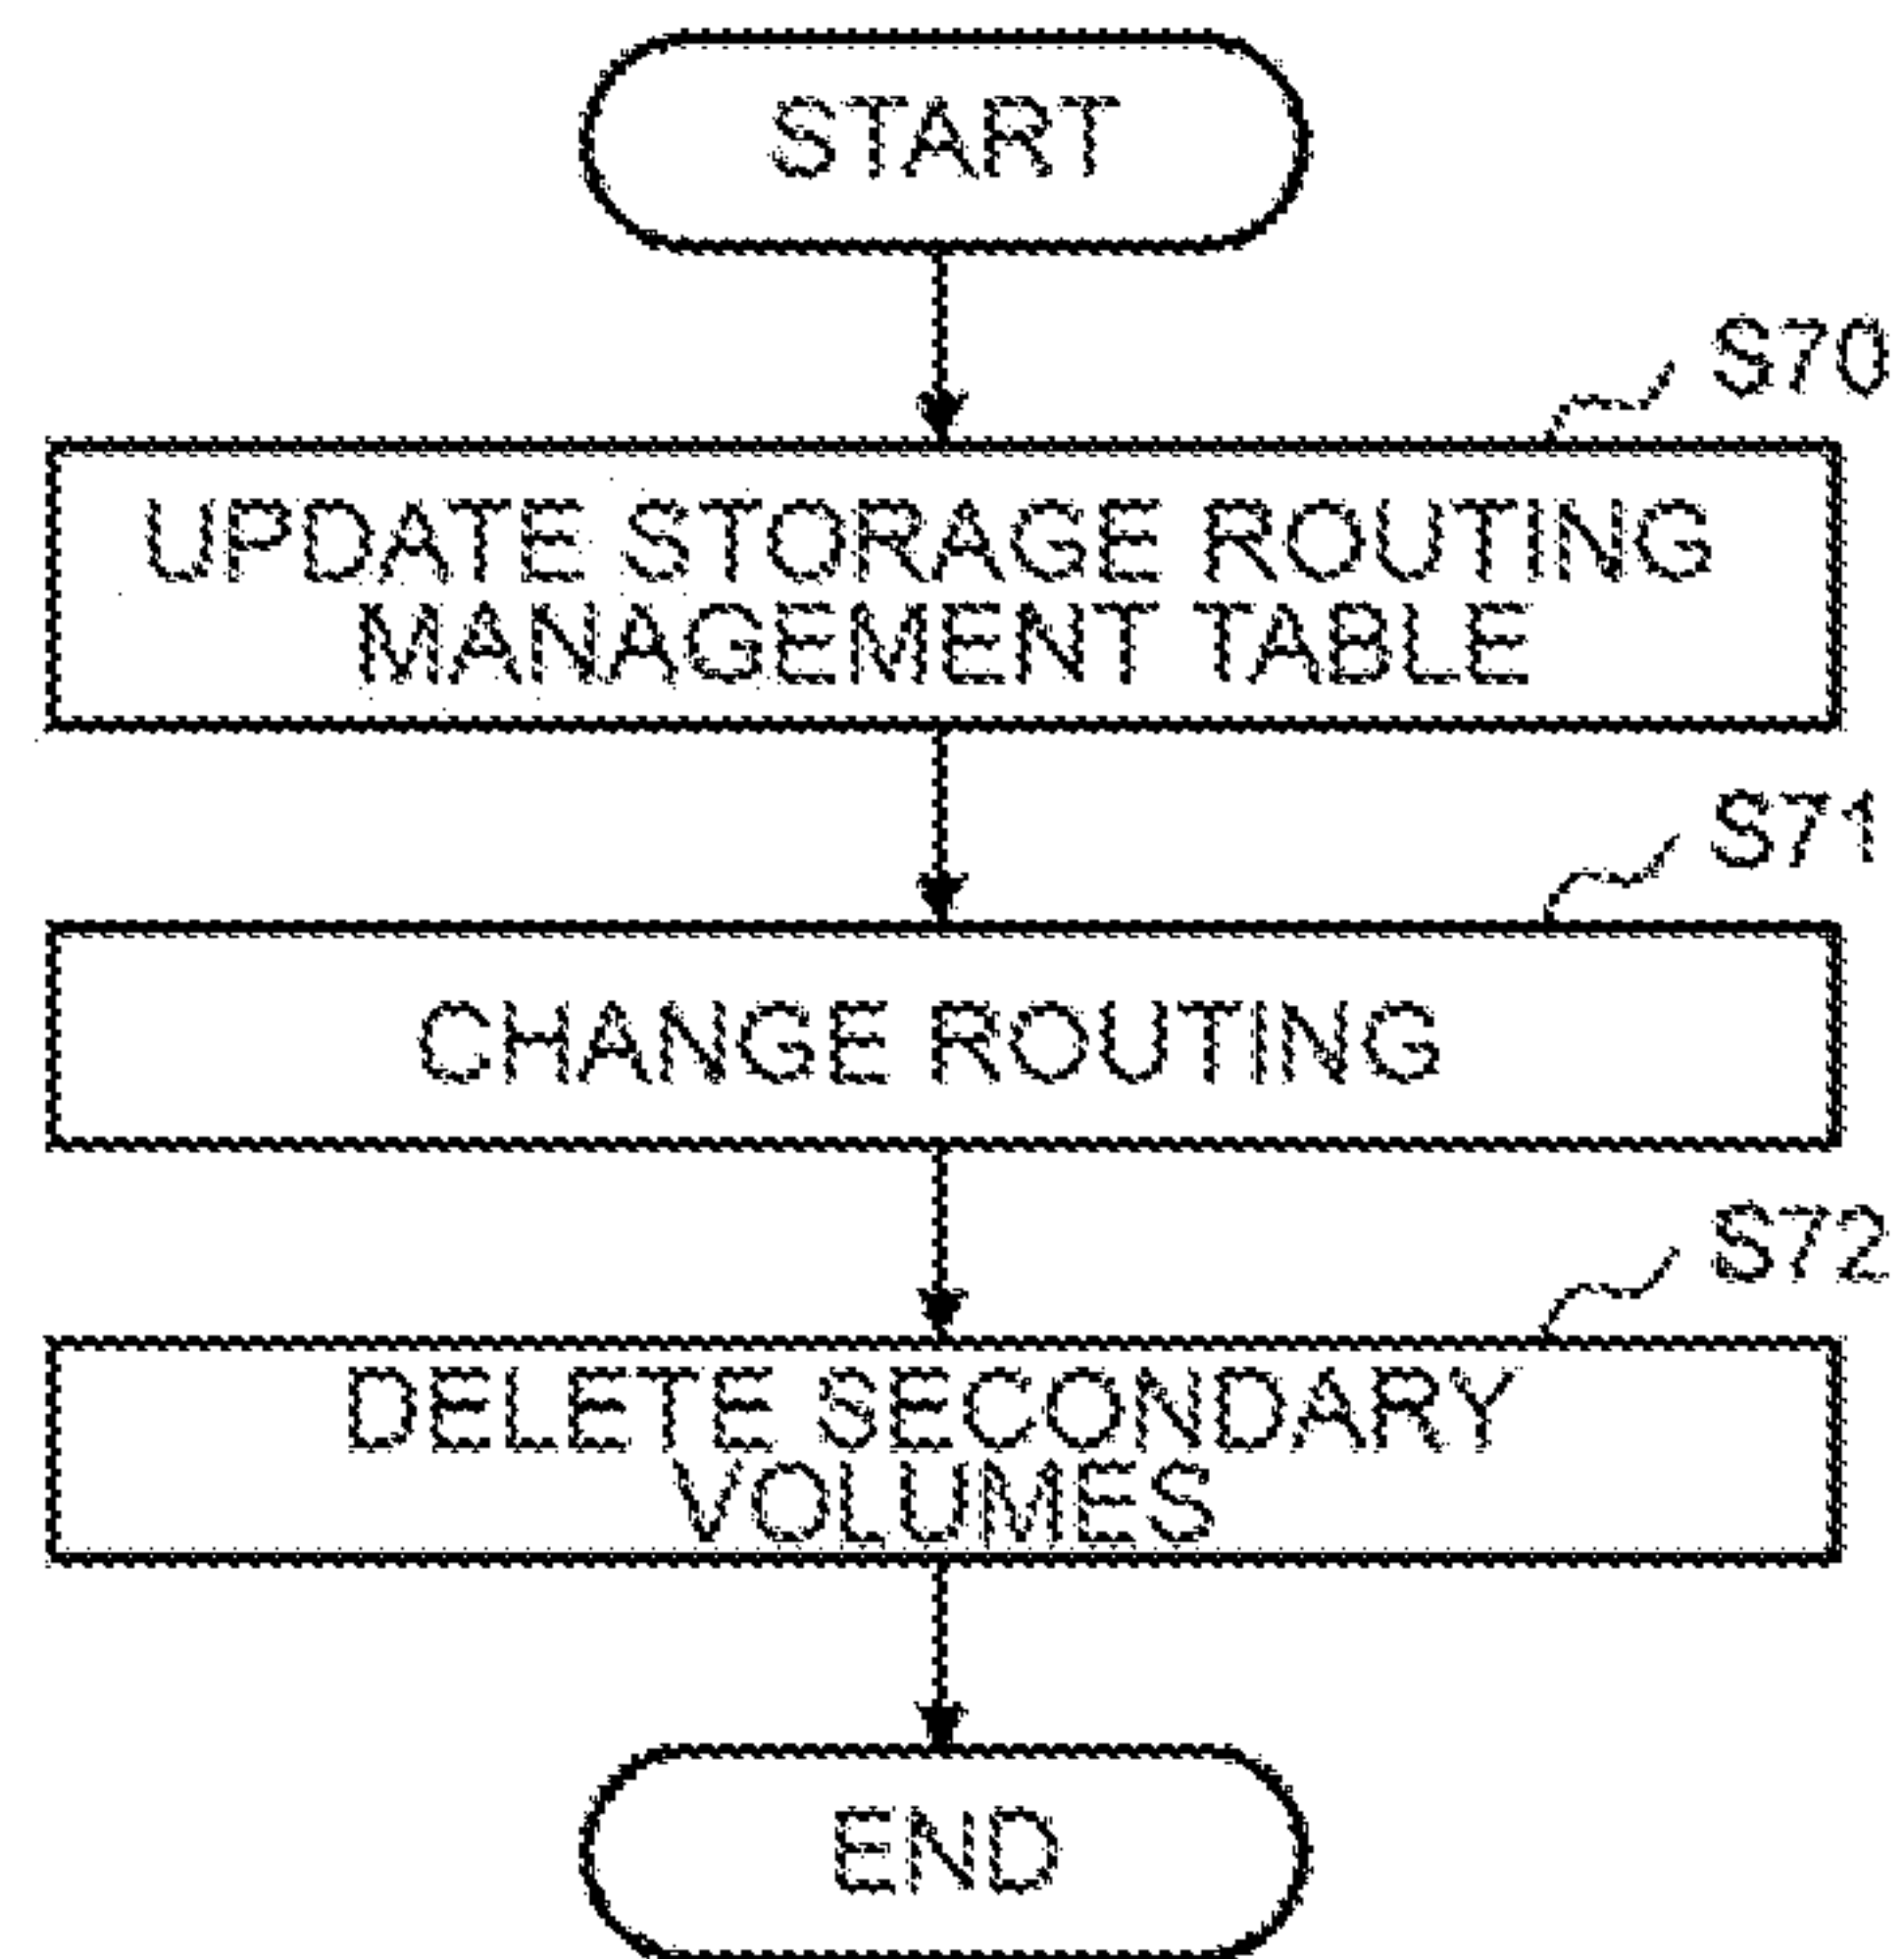 START
S70
UPDATE STORAGE ROUTING
MANAGEMENT TABLE
S71
CHANGE ROUTING
S72
DELETE SECONDARY
VOLUMES
END